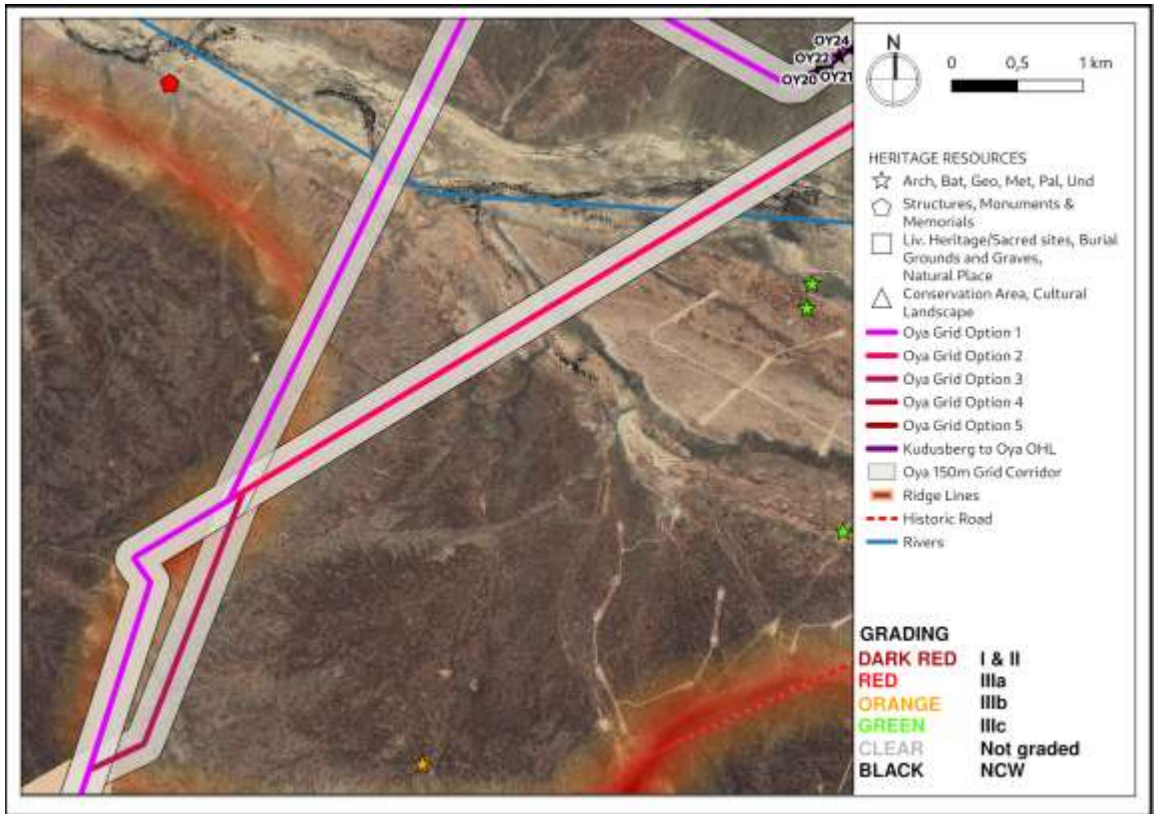 OY24
OY22
OY20 OY21
N
0 0,5 1 km
HERITAGE RESOURCES
Arch, Bat, Geo, Met, Pal, Und
Structures, Monuments &
Memorials
Liv. Heritage/Sacred sites, Burial
Grounds and Graves,
Natural Place
Conservation Area, Cultural
Landscape
Oya Grid Option 1
Oya Grid Option 2
Oya Grid Option 3
Oya Grid Option 4
Oya Grid Option 5
Kudusberg to Oya OHL
Oya 150m Grid Corridor
Ridge Lines
Historic Road
Rivers
GRADING
DARK RED I & II
RED IIIa
ORANGE IIIb
GREEN IIIc
CLEAR Not graded
BLACK NCW